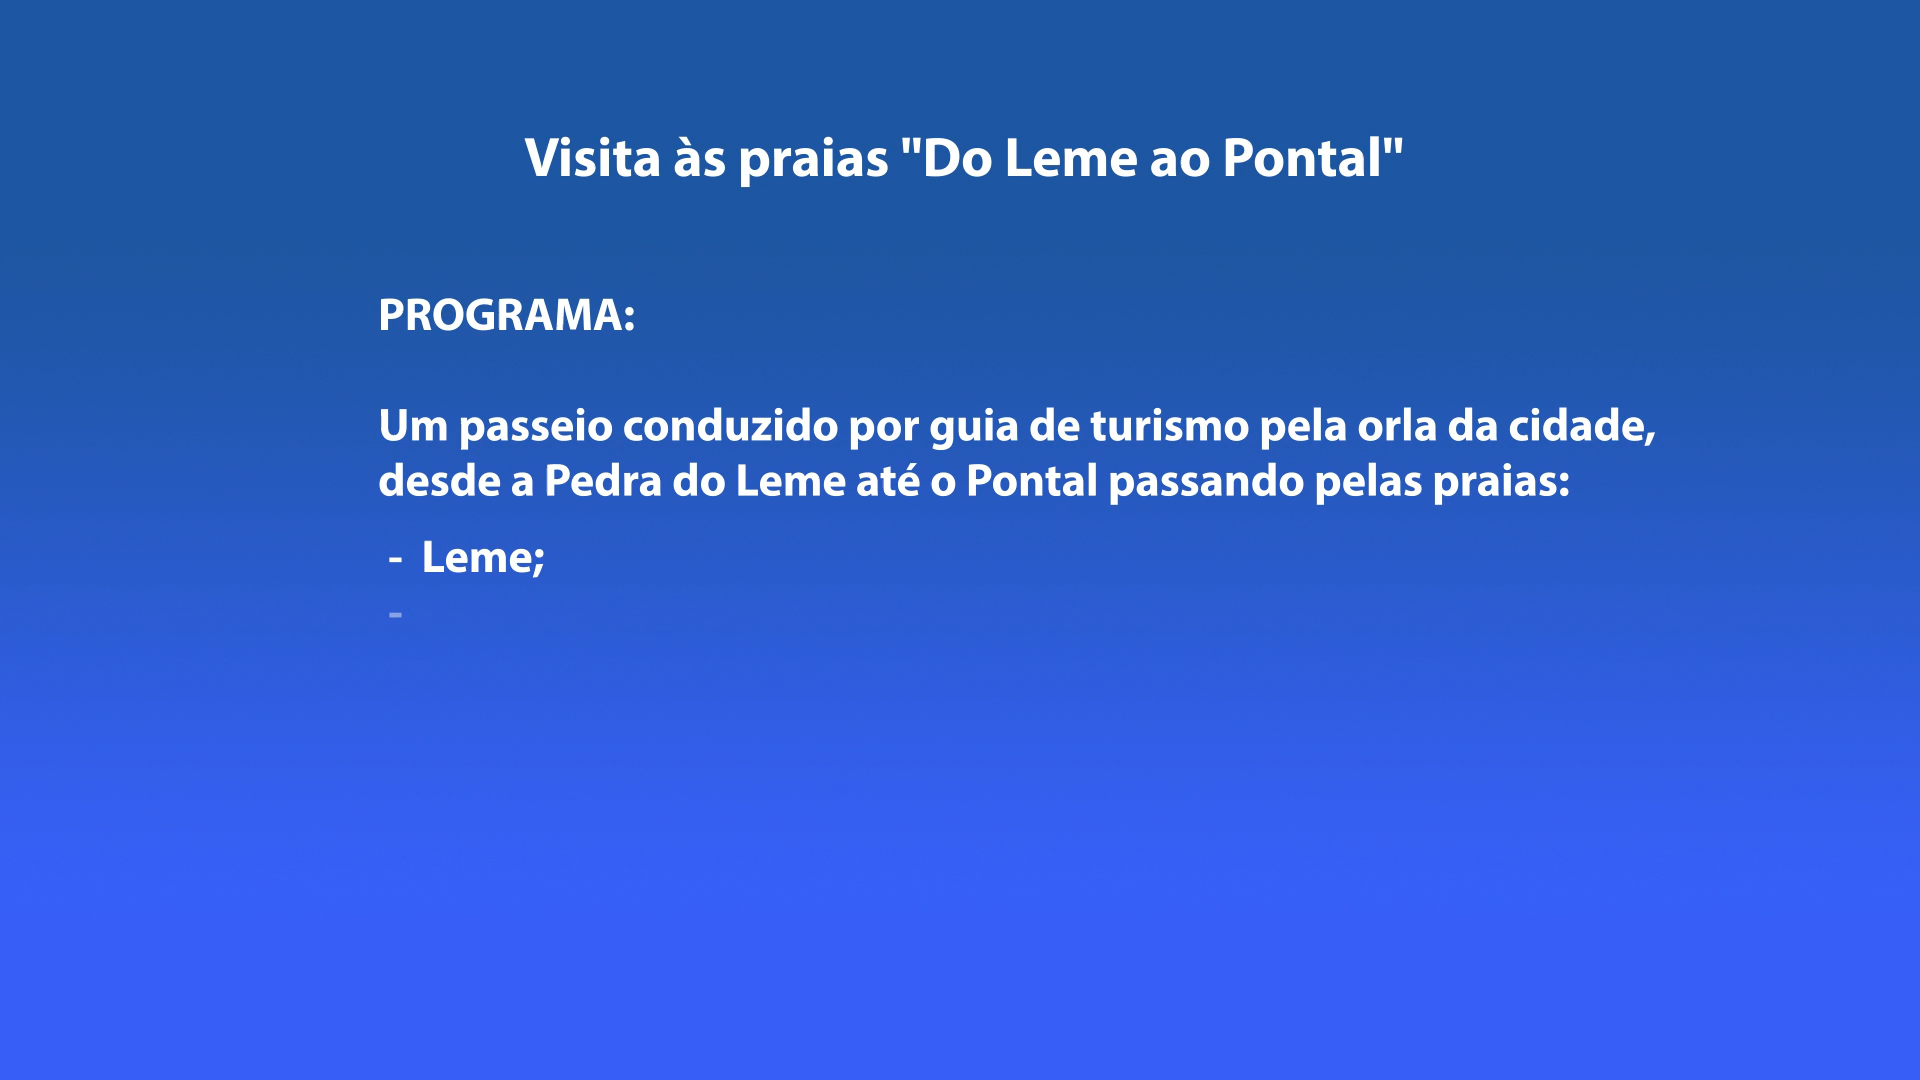 Visita às praias "Do Leme ao Pontal"
PROGRAMA:
Um passeio conduzido por guia de turismo pela orla da cidade,
desde a Pedra do Leme até o Pontal passando pelas praias:
- Leme;
-